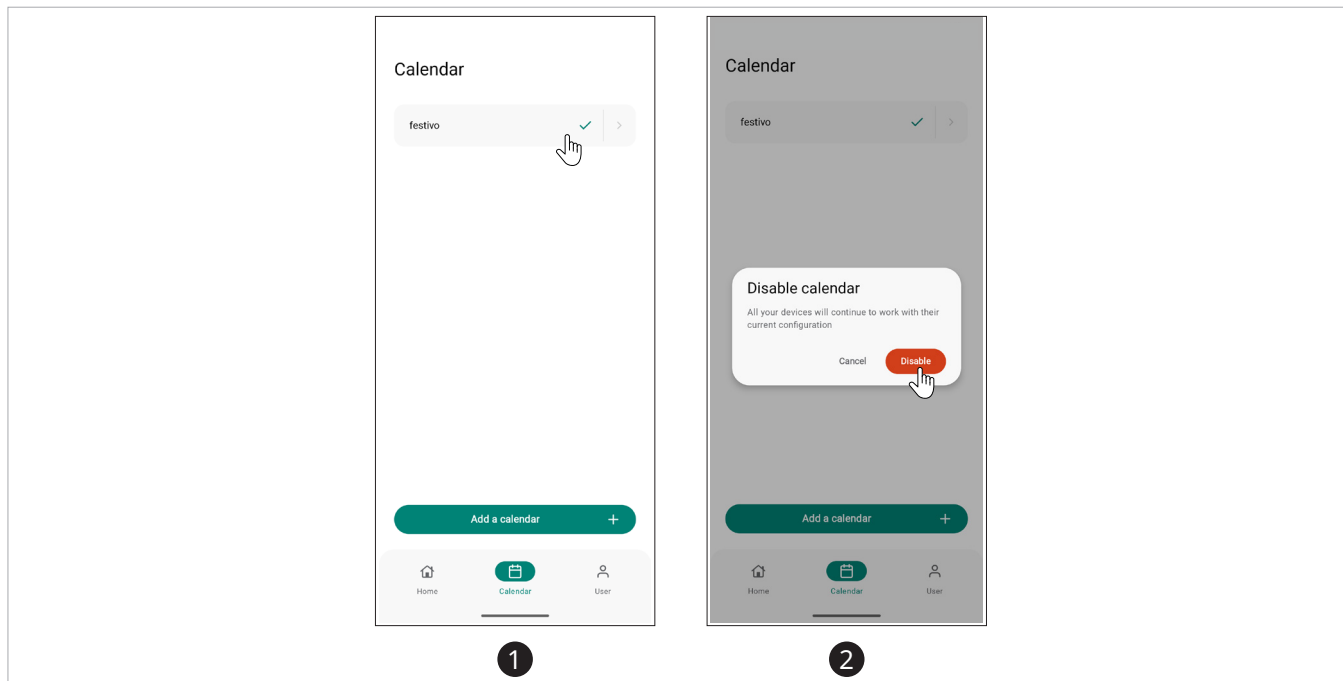 Calendar
festivo
Add a calendar
Home Calendar User
1
Calendar
festivo
Disable calendar
All your devices will continue to work with their
current configuration
Cancel Disable
Add a calendar
Home Calendar User
2